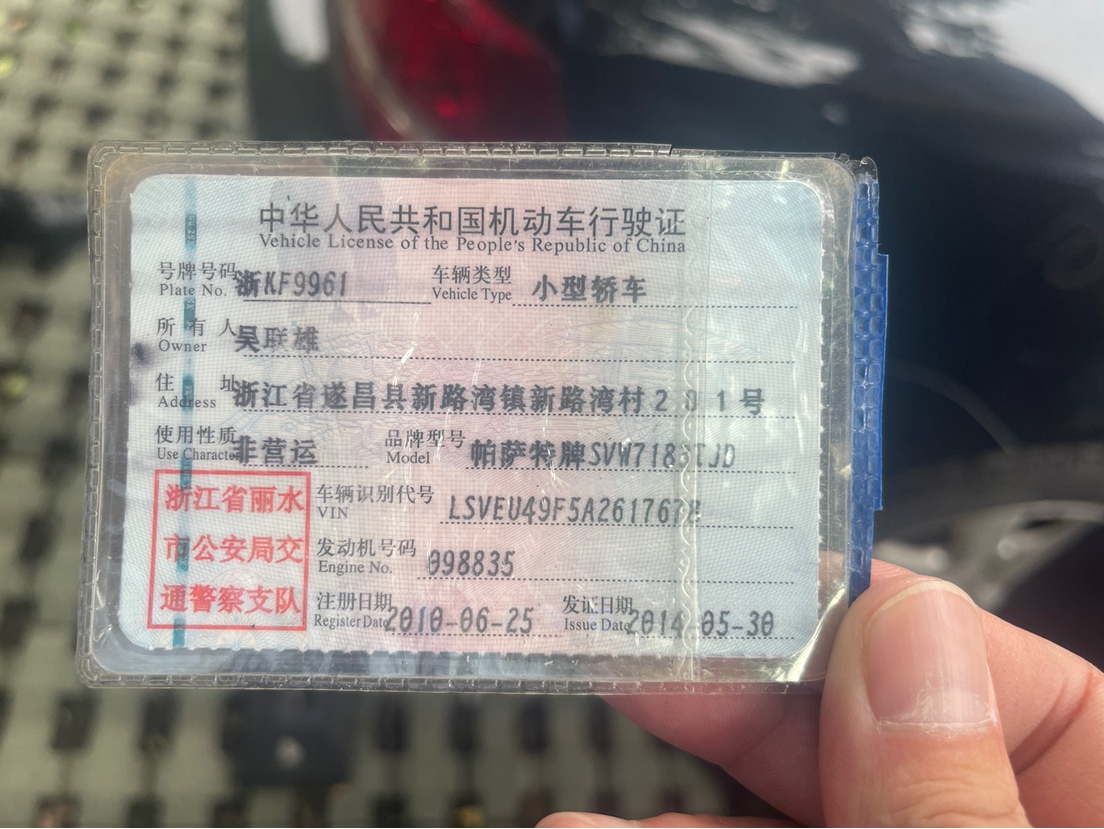 中华人民共和国机动车行驶证
Vehicle License of the People's Republic of China
号牌号码 浙KF9961 车辆类型 小型轿车
Plate No. Vehicle Type
所有人 吴联雄
Owner
住址 浙江省遂昌县新路湾镇新路湾村201号
Address
使用性质 非营运 品牌型号 帕萨特牌SVW7183TJD
Use Character Model
浙江省丽水
市公安局交
通警察支队
车辆识别代号 LSVEU49F5A2617678
VIN
发动机号码 098835
Engine No.
注册日期 2010-06-25 发证日期 2014-05-30
Register Date Issue Date